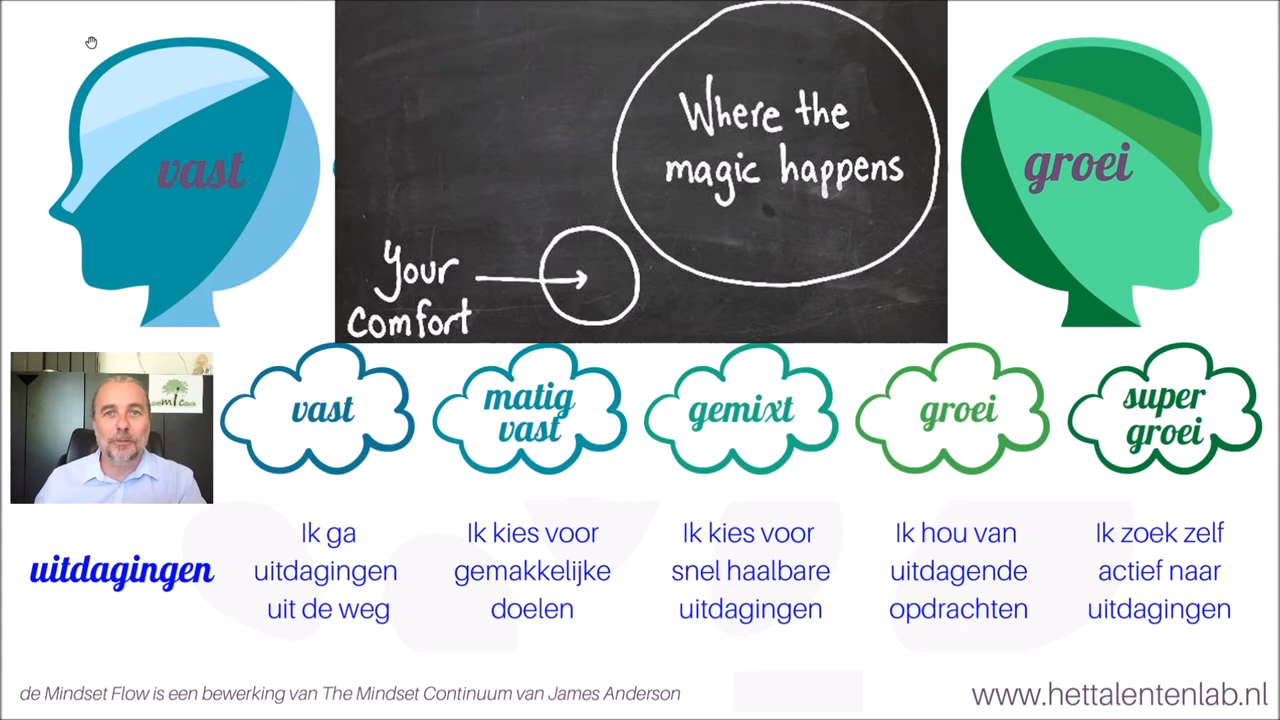 vast
Where the
magic happens
Your
comfort
groei
vast
matig
vast
gemixt
groei
super
groei
uitdagingen
Ik ga
uitdagingen
uit de weg
Ik kies voor
gemakkelijke
doelen
Ik kies voor
snel haalbare
uitdagingen
Ik hou van
uitdagende
opdrachten
Ik zoek zelf
actief naar
uitdagingen
de Mindset Flow is een bewerking van The Mindset Continuum van James Anderson
www.hettalentenlab.nl